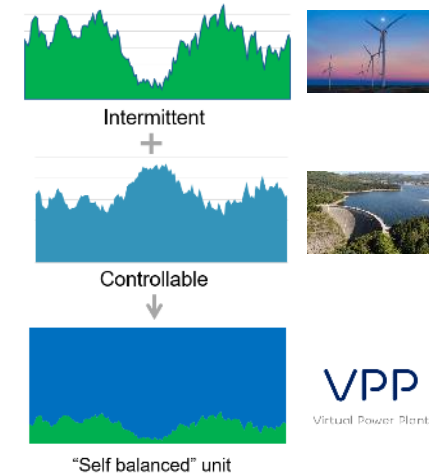 Intermittent
+
Controllable
VPP
Virtual Power Plant
“Self balanced” unit